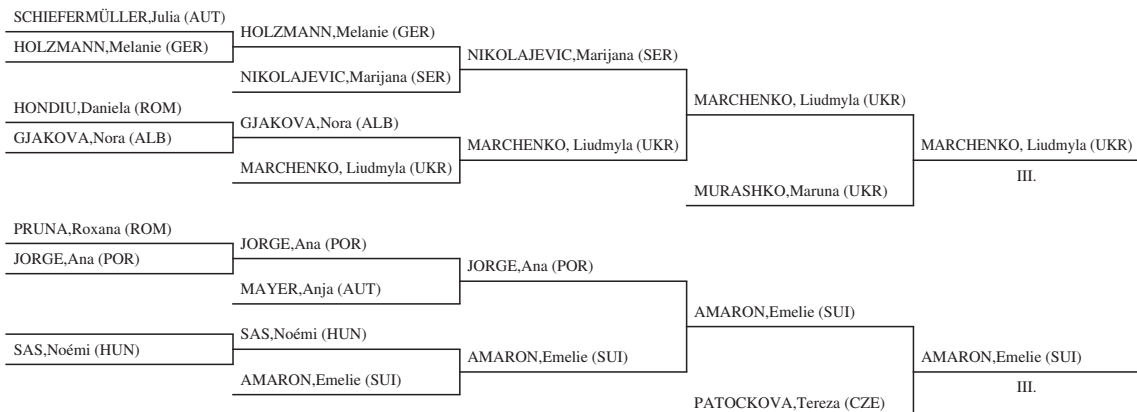 SCHIEFERMÜLLER,Julia (AUT)
HOLZMANN,Melanie (GER)
HOLZMANN,Melanie (GER)
NIKOLAJEVIC,Marijana (SER)
NIKOLAJEVIC,Marijana (SER)
HONDIU,Daniela (ROM)
GJAKOVA,Nora (ALB)
GJAKOVA,Nora (ALB)
MARCHENKO, Liudmyla (UKR)
MARCHENKO, Liudmyla (UKR)
MARCHENKO, Liudmyla (UKR)
MURASHKO,Maruna (UKR)
MARCHENKO, Liudmyla (UKR)
III.
PRUNA,Roxana (ROM)
JORGE,Ana (POR)
JORGE,Ana (POR)
MAYER,Anja (AUT)
JORGE,Ana (POR)
SAS,Noémi (HUN)
SAS,Noémi (HUN)
AMARON,Emelie (SUI)
AMARON,Emelie (SUI)
AMARON,Emelie (SUI)
PATOCKOVA,Tereza (CZE)
AMARON,Emelie (SUI)
III.